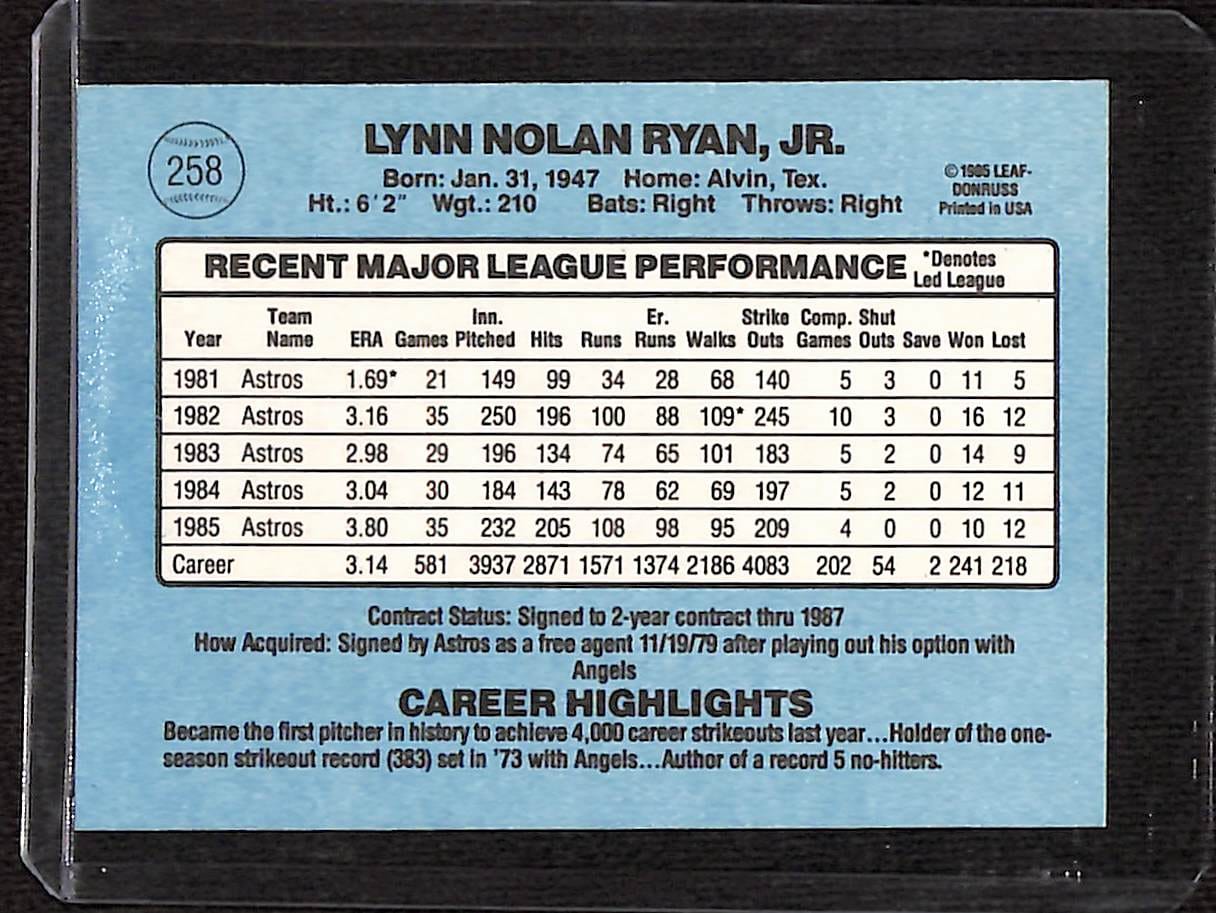 258
LYNN NOLAN RYAN, JR.
Born: Jan. 31, 1947 Home: Alvin, Tex.
Ht.: 6'2" Wgt.: 210 Bats: Right Throws: Right
©1985 LEAF-
DONRUSS
Printed in USA
RECENT MAJOR LEAGUE PERFORMANCE *Denotes
Led League
Team Inn. Er. Strike Comp. Shut
Year Name ERA Games Pitched Hits Runs Runs Walks Outs Games Outs Save Won Lost
1981 Astros 1.69* 21 149 99 34 28 68 140 5 3 0 11 5
1982 Astros 3.16 35 250 196 100 88 109* 245 10 3 0 16 12
1983 Astros 2.98 29 196 134 74 65 101 183 5 2 0 14 9
1984 Astros 3.04 30 184 143 78 62 69 197 5 2 0 12 11
1985 Astros 3.80 35 232 205 108 98 95 209 4 0 0 10 12
Career 3.14 581 3937 2871 1571 1374 2186 4083 202 54 2 241 218
Contract Status: Signed to 2-year contract thru 1987
How Acquired: Signed by Astros as a free agent 11/19/79 after playing out his option with
Angels
CAREER HIGHLIGHTS
Became the first pitcher in history to achieve 4,000 career strikeouts last year...Holder of the one-
season strikeout record (383) set in '73 with Angels...Author of a record 5 no-hitters.